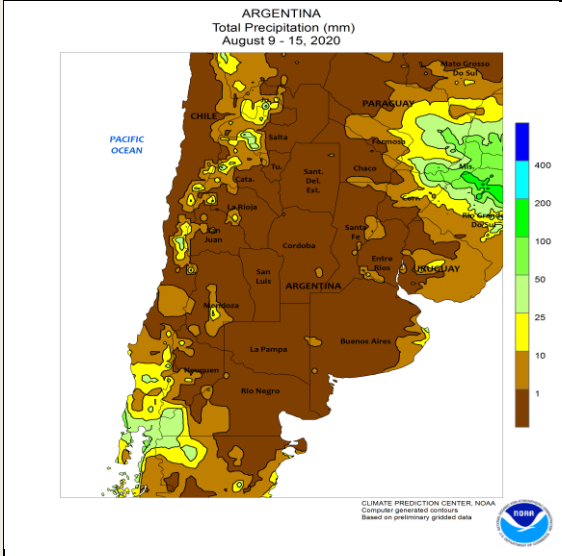 ARGENTINA
Total Precipitation (mm)
August 9 - 15, 2020
Mato Grosso
Do Sul
PARAGUAY
CHILE
PACIFIC
OCEAN
Salta
Formosa
Tu.
Sant.
Del.
Est.
Chaco
Mis.
Cata.
La Rioja
Corr.
Rio Grande
Do Sul
San
Juan
Santa
Fe
Cordoba
Entre
Rios
URUGUAY
San
Luis
ARGENTINA
Mendoza
Buenos Aires
La Pampa
Neuquen
Rio Negro
400
200
100
50
25
10
1
CLIMATE PREDICTION CENTER, NOAA
Computer generated contours
Based on preliminary gridded data
NOAA